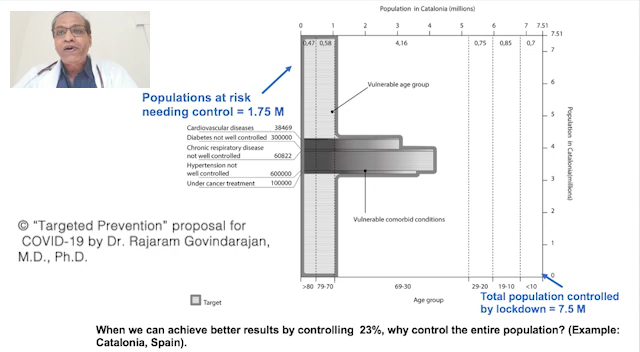 Population in Catalonia (millions)
0 1 2 3 4 5 6 7 7.51
7.51
7
6
5
4
3
2
1
0
0,47 0,58 4,16 0,75 0,85 0,7
Vulnerable age group
Populations at risk
needing control = 1.75 M
Cardiovascular diseases 38469
Diabetes not well controlled 300000
Chronic respiratory disease
not well controlled 60822
Hypertension not
well controlled 600000
Under cancer treatment 100000
Population in Catalonia(millions)
Vulnerable comorbid conditions
© “Targeted Prevention” proposal for
COVID-19 by Dr. Rajaram Govindarajan,
M.D., Ph.D.
>80 79-70 69-30 29-20 19-10 <10
Target
Age group
Total population controlled
by lockdown = 7.5 M
When we can achieve better results by controlling 23%, why control the entire population? (Example:
Catalonia, Spain).